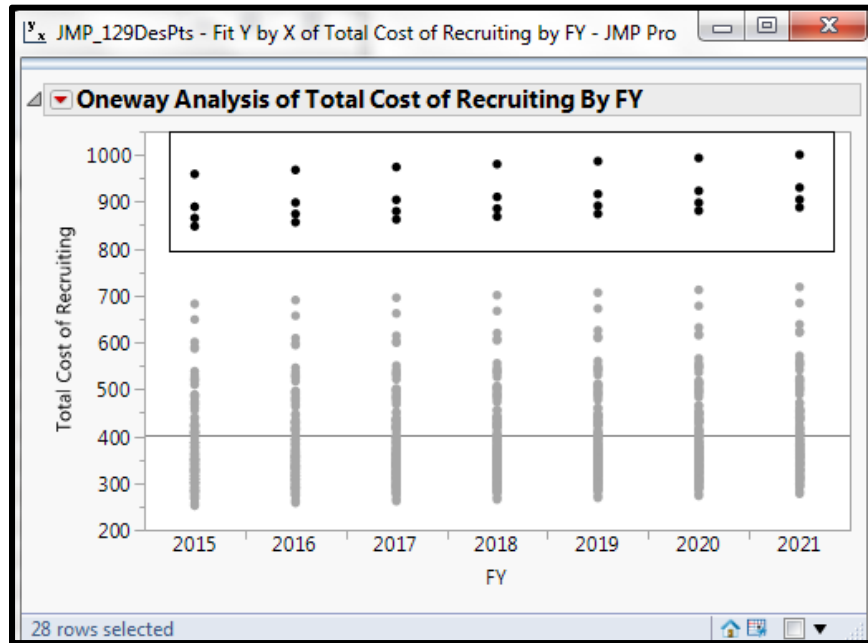 y x JMP_129DesPts - Fit Y by X of Total Cost of Recruiting by FY - JMP Pro
Oneway Analysis of Total Cost of Recruiting By FY
Total Cost of Recruiting
1000
900
800
700
600
500
400
300
200
2015 2016 2017 2018 2019 2020 2021
FY
28 rows selected